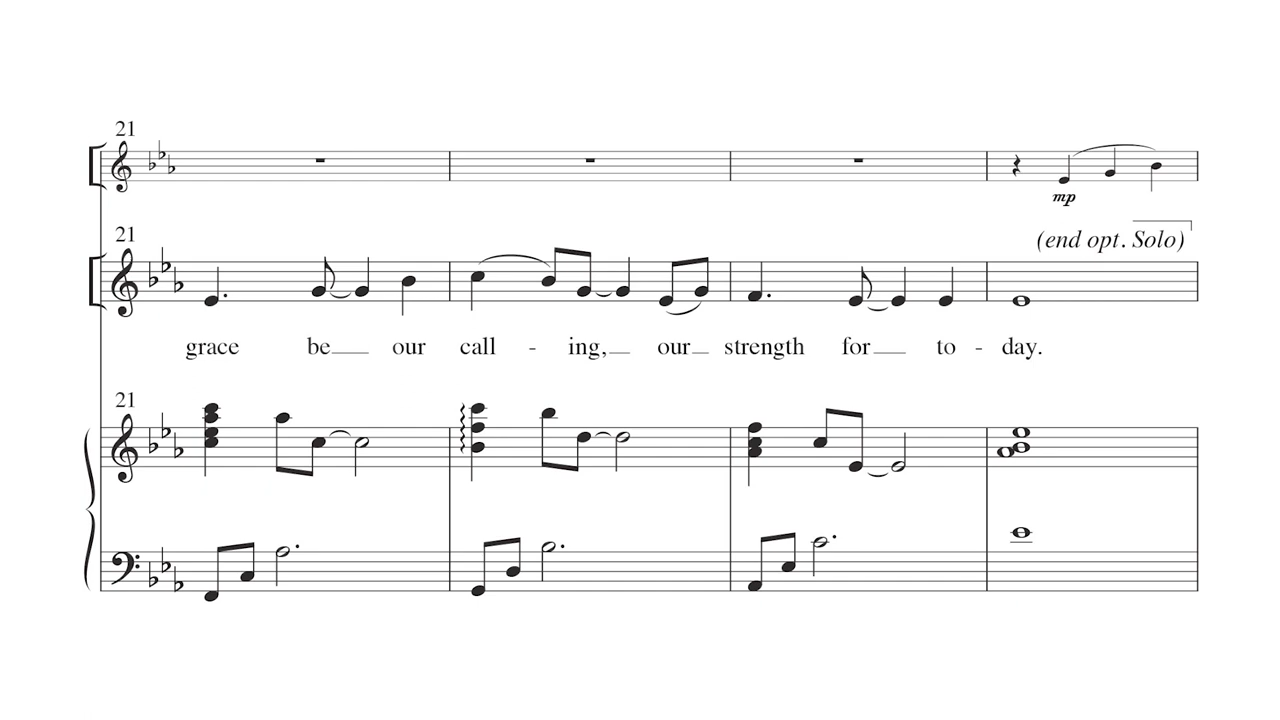 21
mp
(end opt. Solo)
21
grace be our call - ing, our strength for to - day.
21